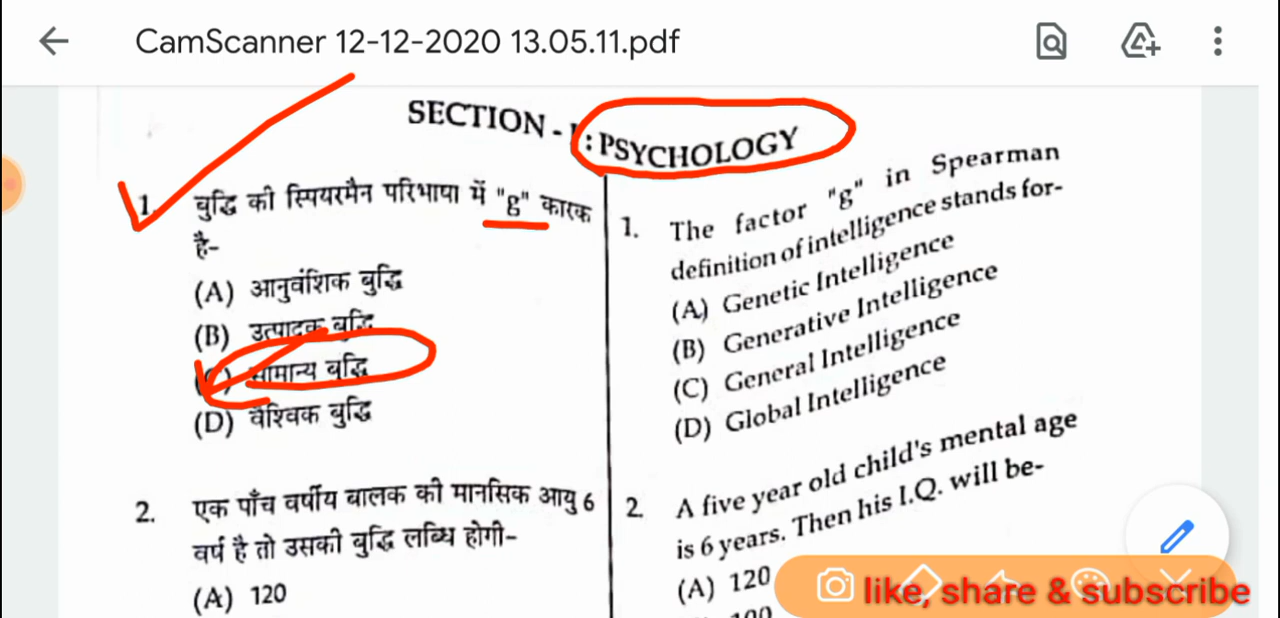 CamScanner 12-12-2020 13.05.11.pdf
SECTION - I : PSYCHOLOGY
1. बुद्धि की स्पियरमैन परिभाषा में "g" कारक
है-
(A) आनुवंशिक बुद्धि
(B) उत्पादक बुद्धि
(C) सामान्य बुद्धि
(D) वैश्विक बुद्धि
2. एक पाँच वर्षीय बालक की मानसिक आयु 6
वर्ष है तो उसकी बुद्धि लब्धि होगी-
(A) 120
1. The factor "g" in Spearman
definition of intelligence stands for-
(A) Genetic Intelligence
(B) Generative Intelligence
(C) General Intelligence
(D) Global Intelligence
2. A five year old child's mental age
is 6 years. Then his I.Q. will be-
(A) 120
like, share & subscribe